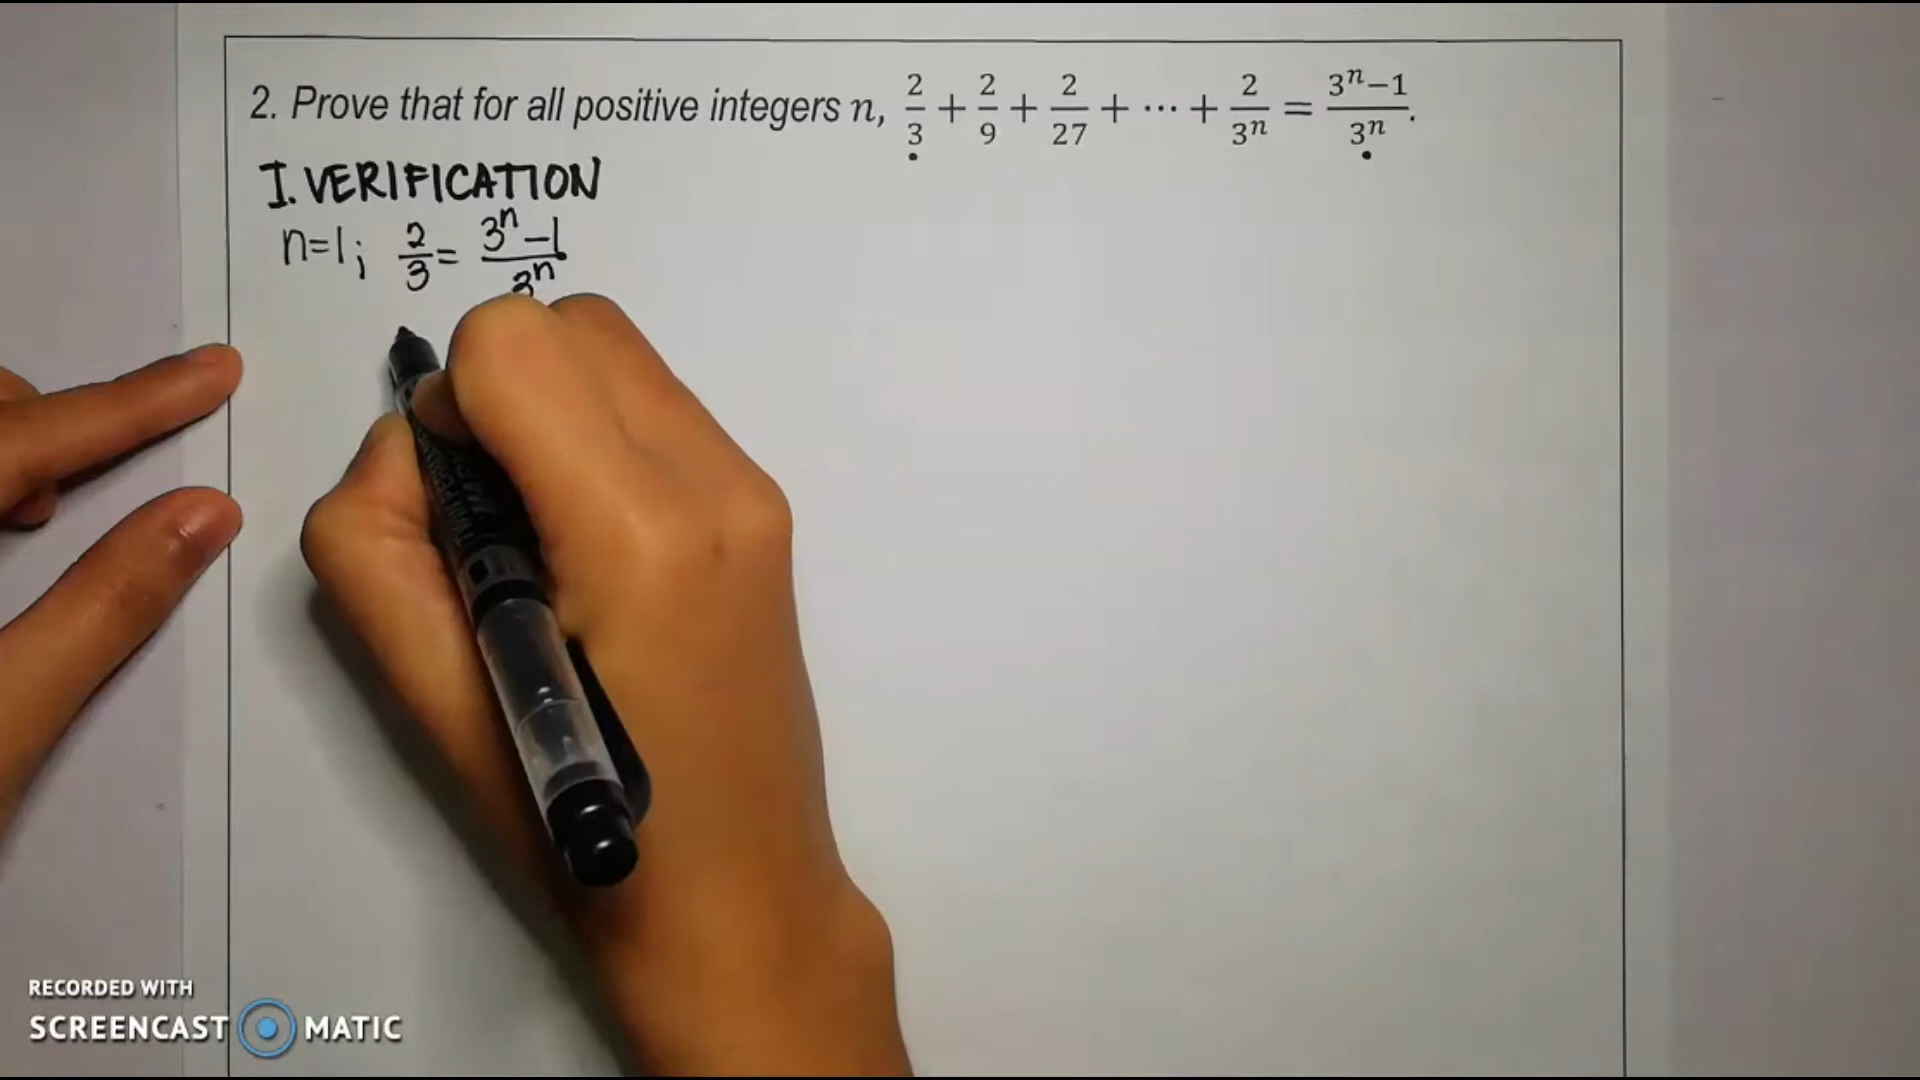 2. Prove that for all positive integers n, 2/3 + 2/9 + 2/27 + ⋯ + 2/3ⁿ = 3ⁿ−1/3ⁿ.
I. VERIFICATION
n=1; 2/3 = 3ⁿ-1/3ⁿ
RECORDED WITH
SCREENCAST MATIC